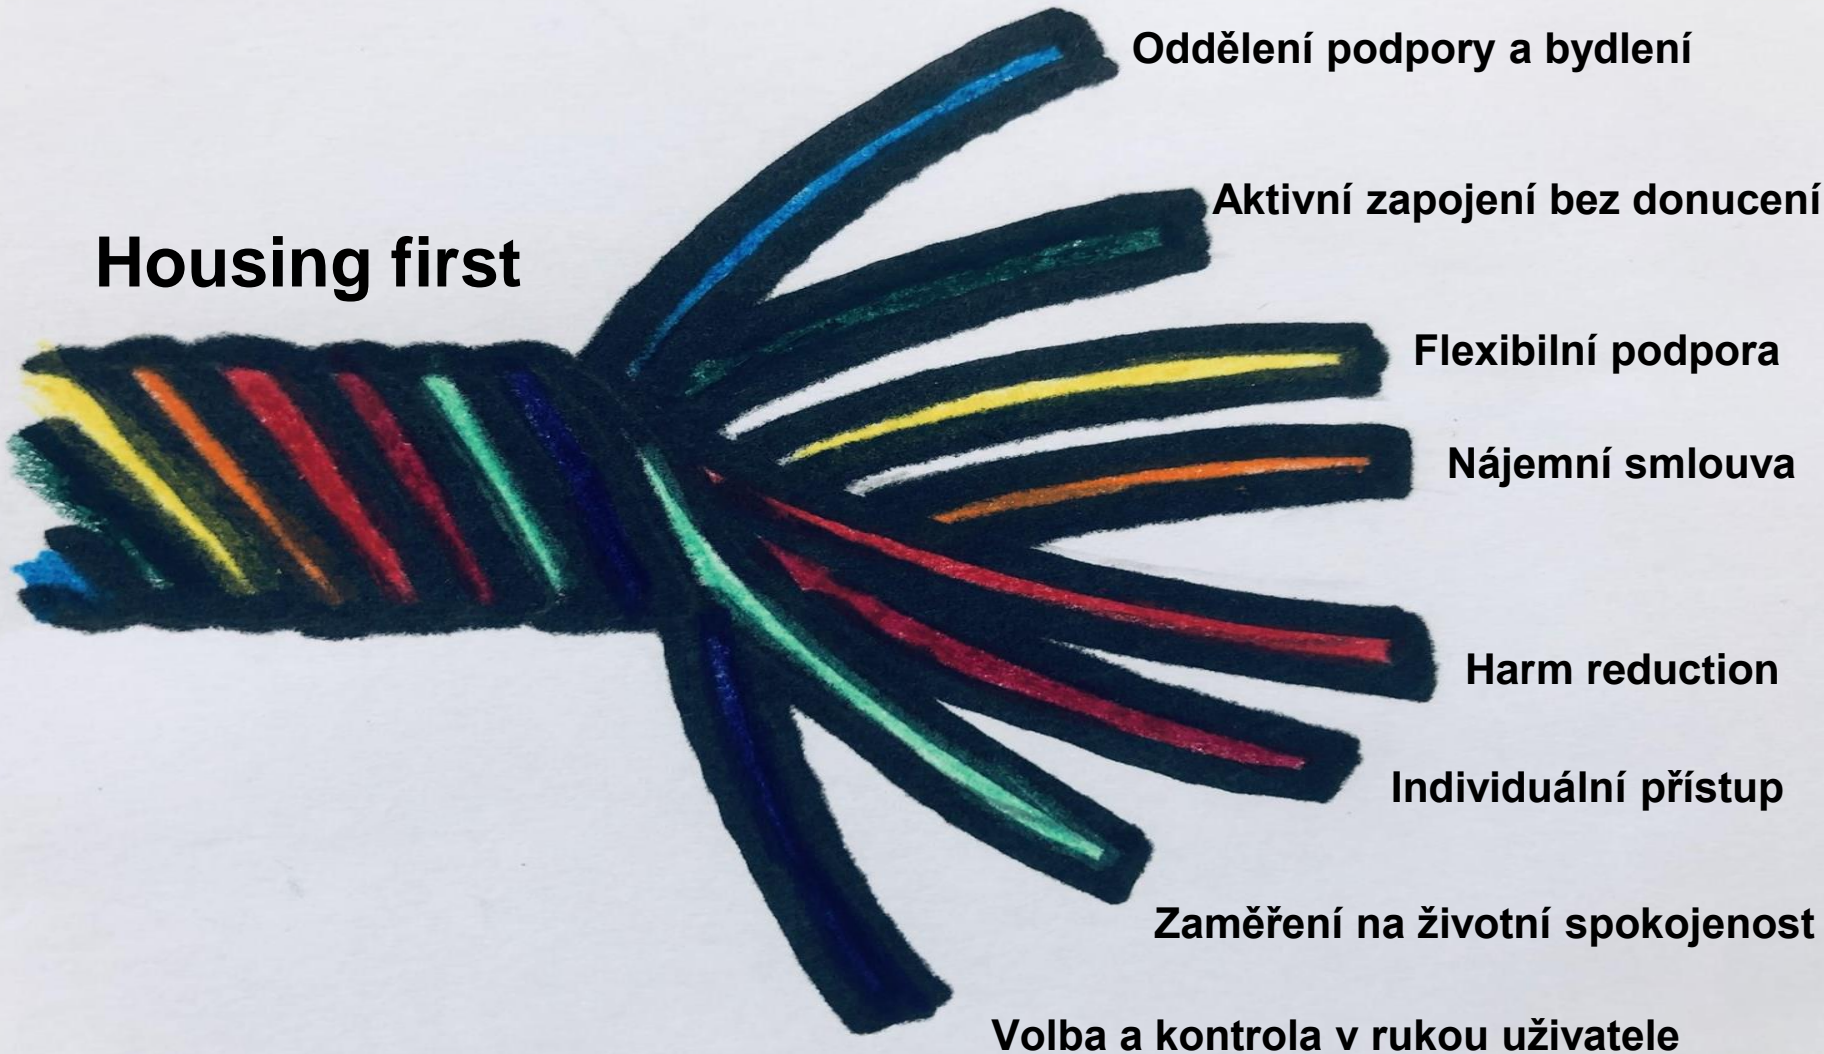 Oddělení podpory a bydlení
Aktivní zapojení bez donucení
Housing first
Flexibilní podpora
Nájemní smlouva
Harm reduction
Individuální přístup
Zaměření na životní spokojenost
Volba a kontrola v rukou uživatele